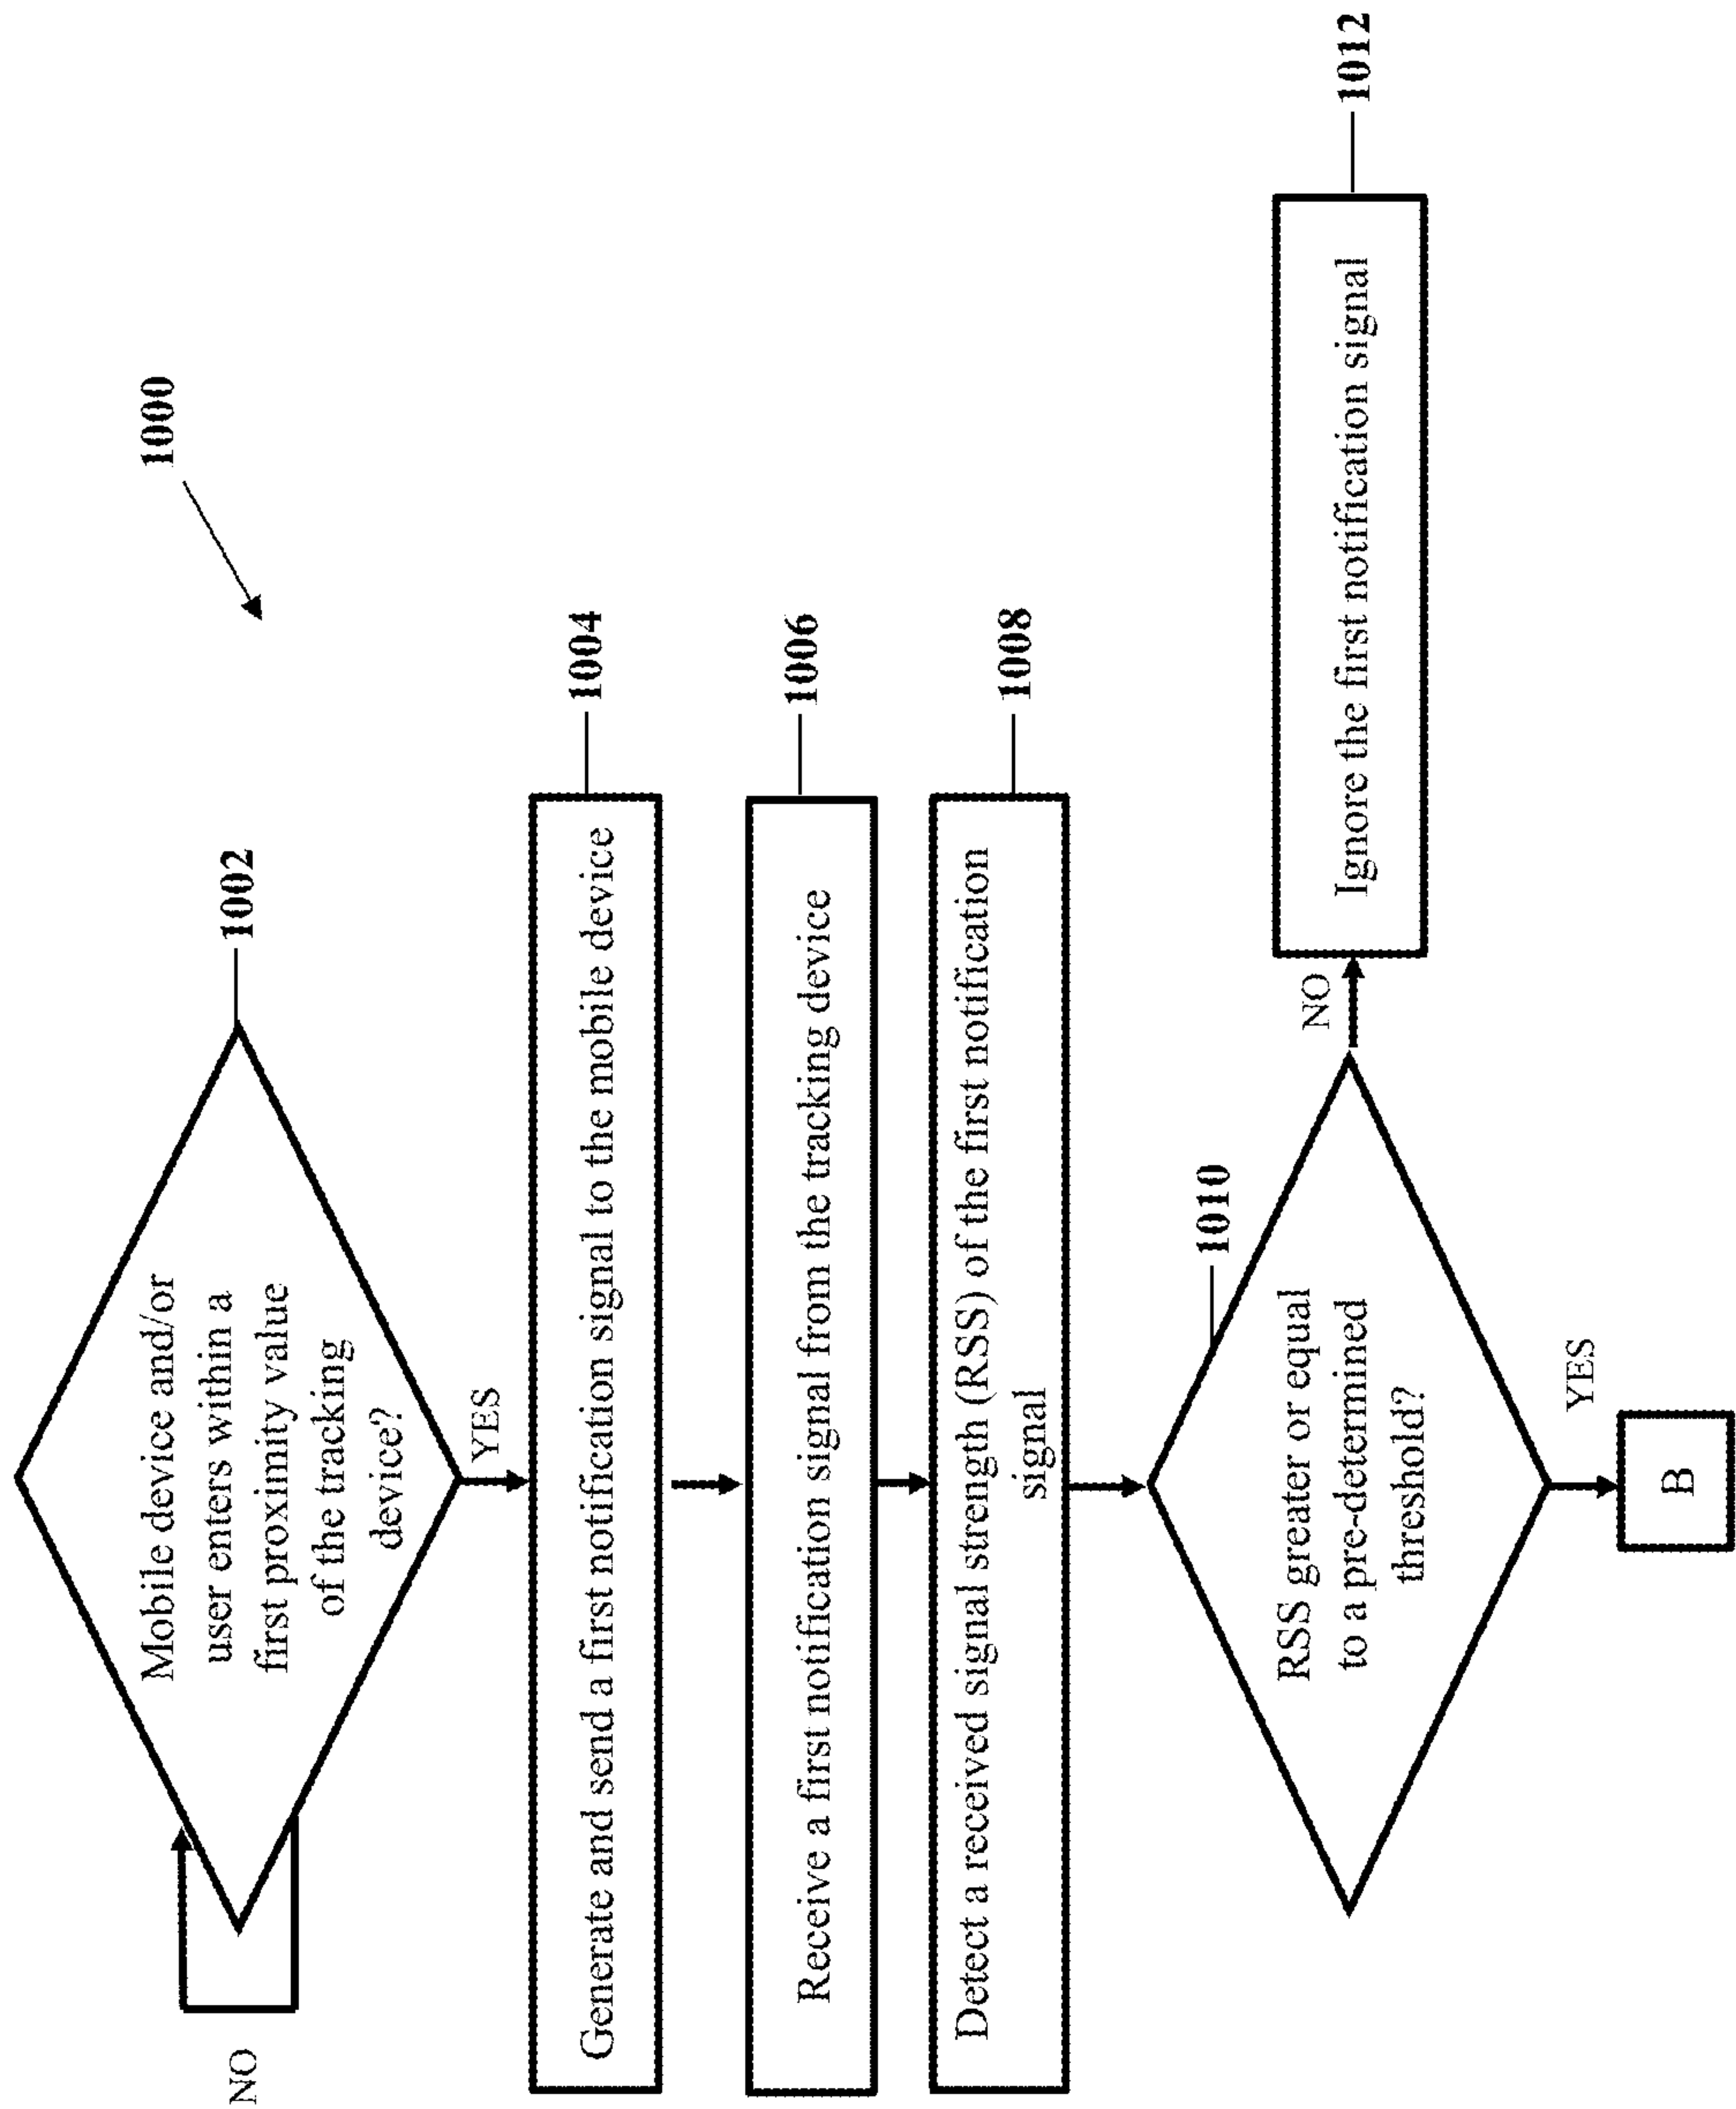 1000
Mobile device and/or
user enters within a
first proximity value
of the tracking
device?
1002
NO
YES
Generate and send a first notification signal to the mobile device
1004
Receive a first notification signal from the tracking device
1006
Detect a received signal strength (RSS) of the first notification
signal
1008
1010
RSS greater or equal
to a pre-determined
threshold?
NO
Ignore the first notification signal
1012
YES
B